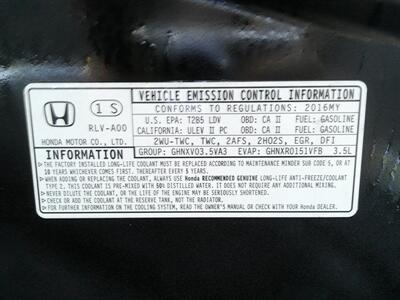 VEHICLE EMISSION CONTROL INFORMATION
1 S
RLV-A00
HONDA MOTOR CO., LTD.
CONFORMS TO REGULATIONS: 2016MY
U.S. EPA: T2B5 LDV OBD: CA II FUEL: GASOLINE
CALIFORNIA: ULEV II PC OBD: CA II FUEL: GASOLINE
2WU-TWC, TWC, 2AFS, 2HO2S, EGR, DFI
GROUP: GHNXV03.5VA3 EVAP: GHNXR0151VFB 3.5L
INFORMATION
THE FACTORY INSTALLED LONG-LIFE COOLANT MUST BE REPLACED ACCORDING TO MAINTENANCE MINDER SUB CODE 5, OR AT
10 YEARS WHICHEVER COMES FIRST. THEREAFTER EVERY 5 YEARS.
WHEN ADDING OR REPLACING THE COOLANT, ALWAYS USE Honda RECOMMENDED GENUINE LONG-LIFE ANTI-FREEZE/COOLANT
TYPE 2. THIS COOLANT IS PRE-MIXED WITH 50% DISTILLED WATER. IT DOES NOT REQUIRE ANY ADDITIONAL MIXING.
NEVER DILUTE THE COOLANT, OR THE LIFE OF THE ENGINE WILL BE SHORTENED.
CHECK OR ADD THE COOLANT AT THE RESERVE TANK, NOT THE RADIATOR.
FOR FURTHER INFORMATION ON THE COOLING SYSTEM, READ THE OWNER'S MANUAL OR CONTACT YOUR HONDA DEALER.